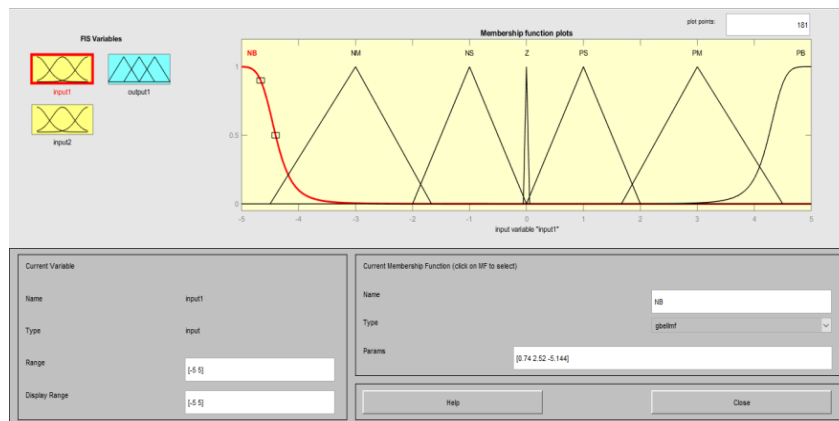 plot points:
181
FIS Variables
Membership function plots
NB NM NS Z PS PM PB
1
0.5
0
-5 -4 -3 -2 -1 0 1 2 3 4 5
input variable "input1"
input1
output1
input2
Current Variable
Name input1
Type input
Range [-5 5]
Display Range [-5 5]
Current Membership Function (click on MF to select)
Name NB
Type gbellmf
Params [0.74 2.52 -5.144]
Help Close